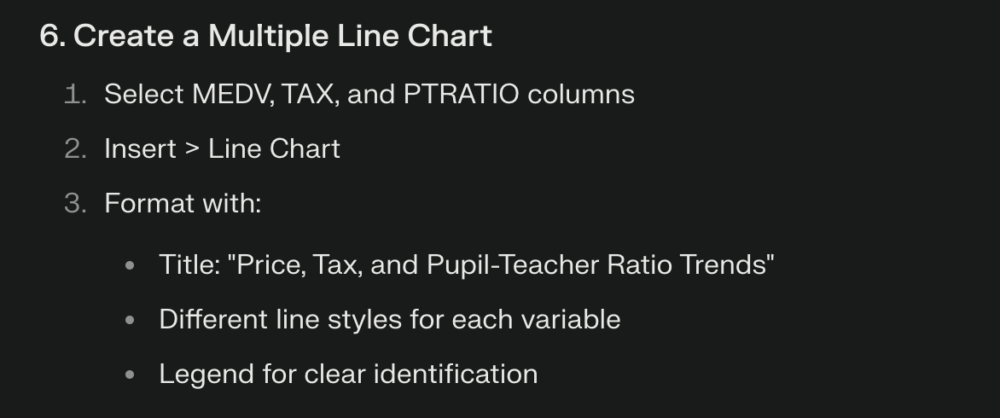 6. Create a Multiple Line Chart
1. Select MEDV, TAX, and PTRATIO columns
2. Insert > Line Chart
3. Format with:
• Title: "Price, Tax, and Pupil-Teacher Ratio Trends"
• Different line styles for each variable
• Legend for clear identification